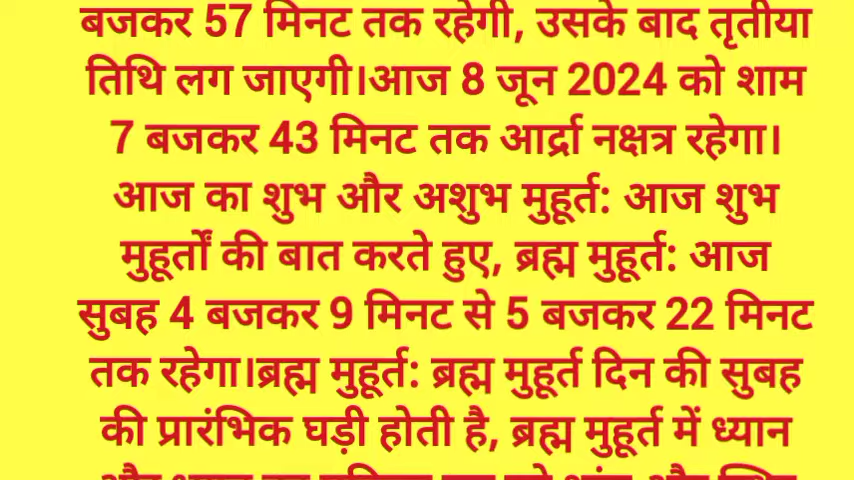 बजकर 57 मिनट तक रहेगी, उसके बाद तृतीया
तिथि लग जाएगी।आज 8 जून 2024 को शाम
7 बजकर 43 मिनट तक आर्द्रा नक्षत्र रहेगा।
आज का शुभ और अशुभ मुहूर्त: आज शुभ
मुहूर्तों की बात करते हुए, ब्रह्म मुहूर्त: आज
सुबह 4 बजकर 9 मिनट से 5 बजकर 22 मिनट
तक रहेगा।ब्रह्म मुहूर्त: ब्रह्म मुहूर्त दिन की सुबह
की प्रारंभिक घड़ी होती है, ब्रह्म मुहूर्त में ध्यान